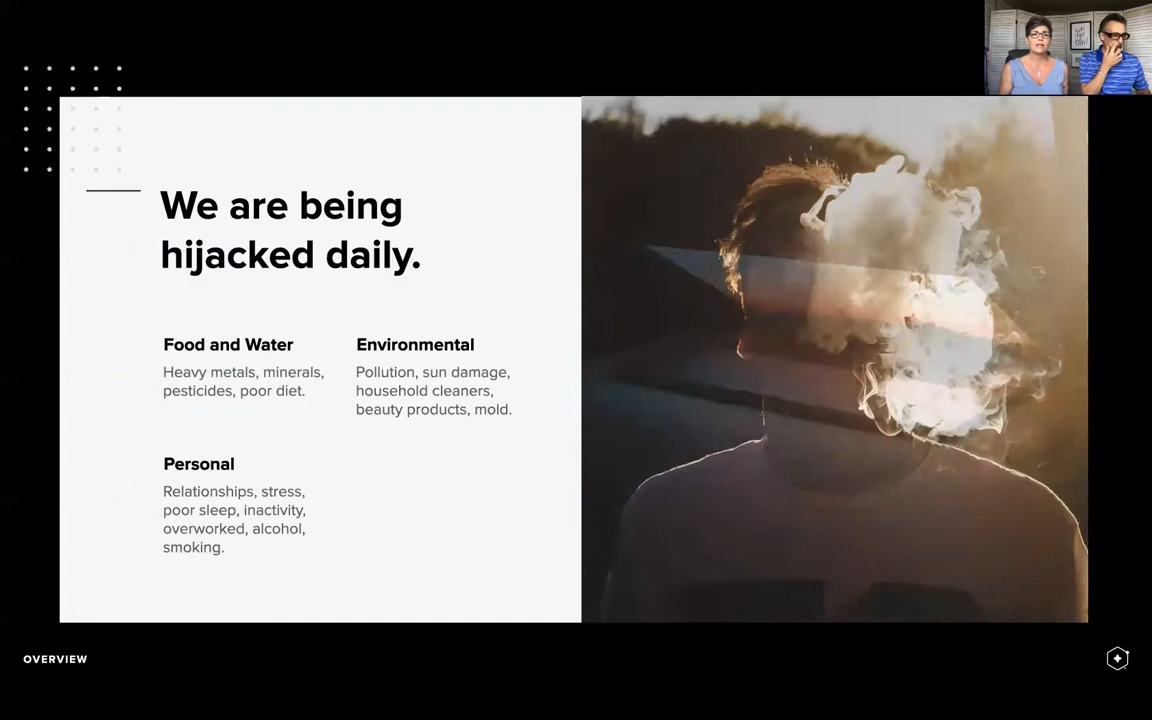 We are being
hijacked daily.
Food and Water
Heavy metals, minerals,
pesticides, poor diet.
Environmental
Pollution, sun damage,
household cleaners,
beauty products, mold.
Personal
Relationships, stress,
poor sleep, inactivity,
overworked, alcohol,
smoking.
OVERVIEW